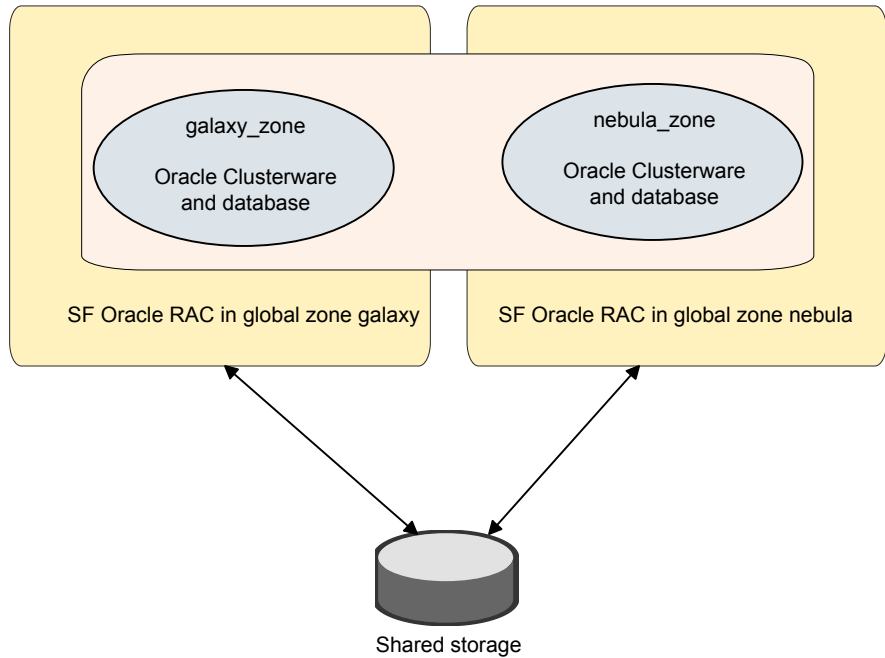 galaxy_zone
Oracle Clusterware
and database
nebula_zone
Oracle Clusterware
and database
SF Oracle RAC in global zone galaxy
SF Oracle RAC in global zone nebula
Shared storage